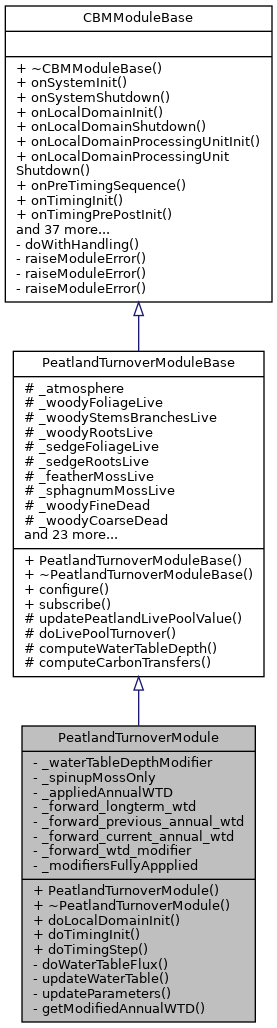 CBMModuleBase
+ ~CBMModuleBase()
+ onSystemInit()
+ onSystemShutdown()
+ onLocalDomainInit()
+ onLocalDomainShutdown()
+ onLocalDomainProcessingUnitInit()
+ onLocalDomainProcessingUnit
Shutdown()
+ onPreTimingSequence()
+ onTimingInit()
+ onTimingPrePostInit()
and 37 more...
- doWithHandling()
- raiseModuleError()
- raiseModuleError()
- raiseModuleError()
PeatlandTurnoverModuleBase
# _atmosphere
# _woodyFoliageLive
# _woodyStemsBranchesLive
# _woodyRootsLive
# _sedgeFoliageLive
# _sedgeRootsLive
# _featherMossLive
# _sphagnumMossLive
# _woodyFineDead
# _woodyCoarseDead
and 23 more...
+ PeatlandTurnoverModuleBase()
+ ~PeatlandTurnoverModuleBase()
+ configure()
+ subscribe()
# updatePeatlandLivePoolValue()
# doLivePoolTurnover()
# computeWaterTableDepth()
# computeCarbonTransfers()
PeatlandTurnoverModule
- _waterTableDepthModifier
- _spinupMossOnly
- _appliedAnnualWTD
- _forward_longterm_wtd
- _forward_previous_annual_wtd
- _forward_current_annual_wtd
- _forward_wtd_modifier
- _modifiersFullyAppplied
+ PeatlandTurnoverModule()
+ ~PeatlandTurnoverModule()
+ doLocalDomainInit()
+ doTimingInit()
+ doTimingStep()
- doWaterTableFlux()
- updateWaterTable()
- updateParameters()
- getModifiedAnnualWTD()